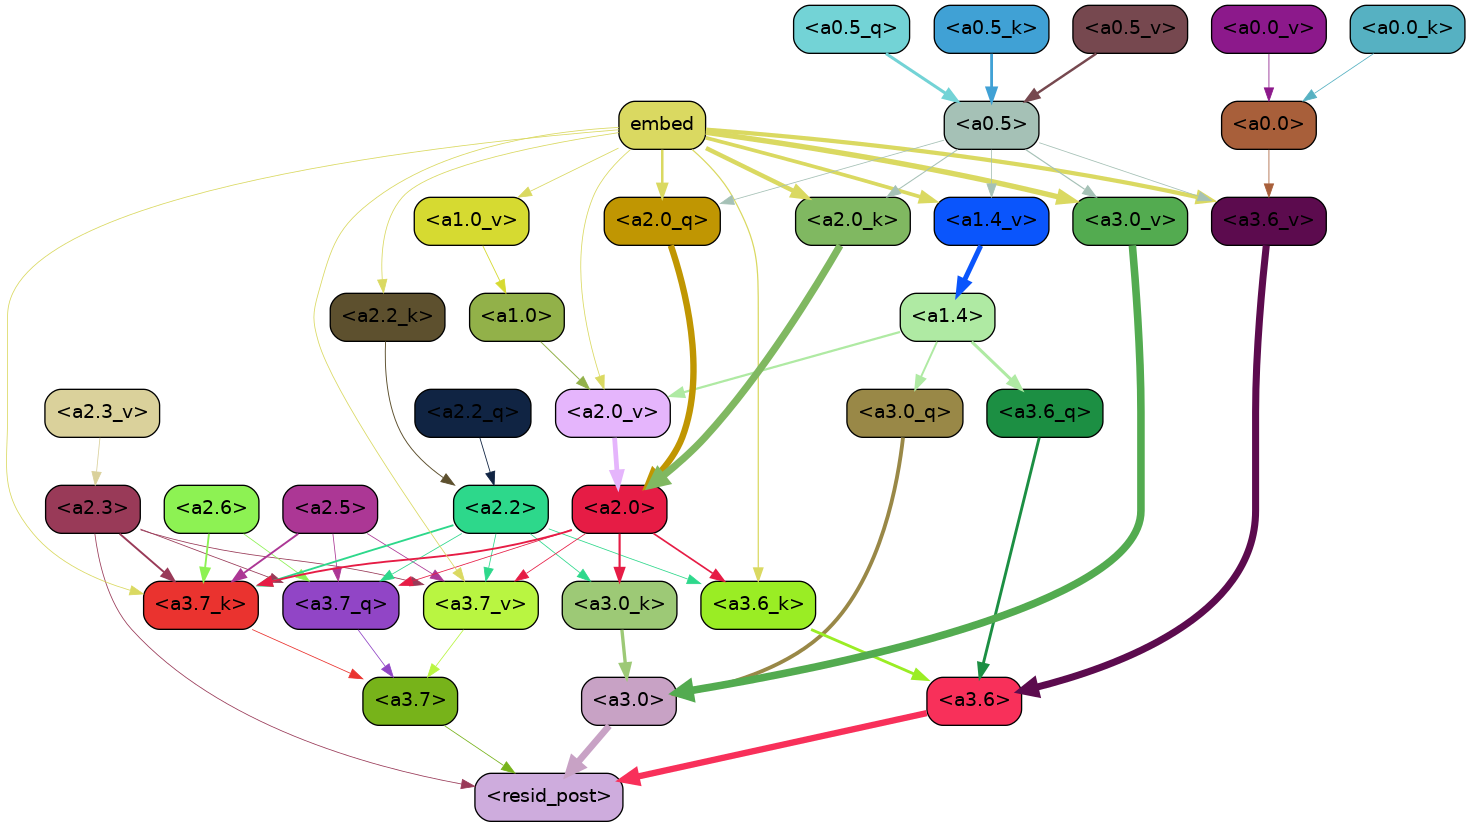 <a0.5_q>
<a0.5_k>
<a0.5_v>
<a0.0_v>
<a0.0_k>
embed
<a0.5>
<a0.0>
<a1.0_v>
<a2.0_q>
<a2.0_k>
<a1.4_v>
<a3.0_v>
<a3.6_v>
<a2.2_k>
<a1.0>
<a1.4>
<a2.3_v>
<a2.2_q>
<a2.0_v>
<a3.0_q>
<a3.6_q>
<a2.3>
<a2.6>
<a2.5>
<a2.2>
<a2.0>
<a3.7_k>
<a3.7_q>
<a3.7_v>
<a3.0_k>
<a3.6_k>
<a3.7>
<a3.0>
<a3.6>
<resid_post>